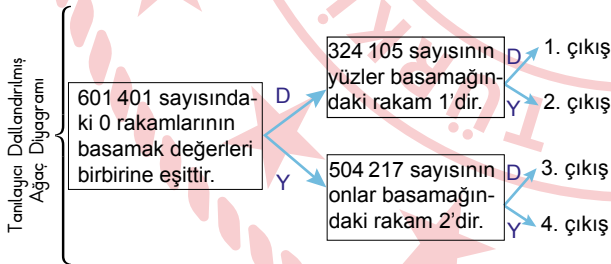 Tanılayıcı Dallandırılmış
Ağaç Diyagramı
601 401 sayısında-
ki 0 rakamlarının
basamak değerleri
birbirine eşittir.
D
Y
324 105 sayısının
yüzler basamağın-
daki rakam 1'dir.
D
Y
1. çıkış
2. çıkış
504 217 sayısının
onlar basamağın-
daki rakam 2'dir.
D
Y
3. çıkış
4. çıkış
TÜRK